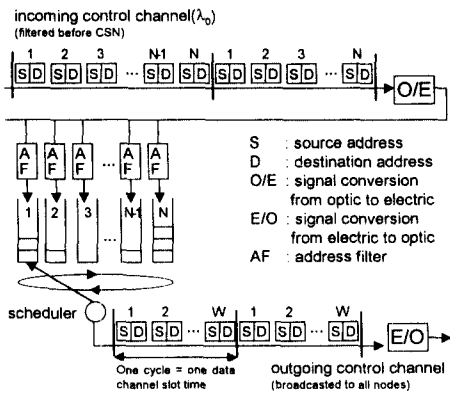 incoming control channel(λ0)
(filtered before CSN)
1 2 3 N-1 N 1 2 3 N
S D S D S D ... S D S D S D S D S D ... S D
O/E
A F A F A F ... A F A F
S : source address
D : destination address
O/E : signal conversion
from optic to electric
E/O : signal conversion
from electric to optic
AF : address filter
1 2 3 ... N-1 N
scheduler
1 2 W 1 2 W
S D S D ... S D S D S D ... S D
E/O
One cycle = one data
channel slot time
outgoing control channel
(broadcasted to all nodes)